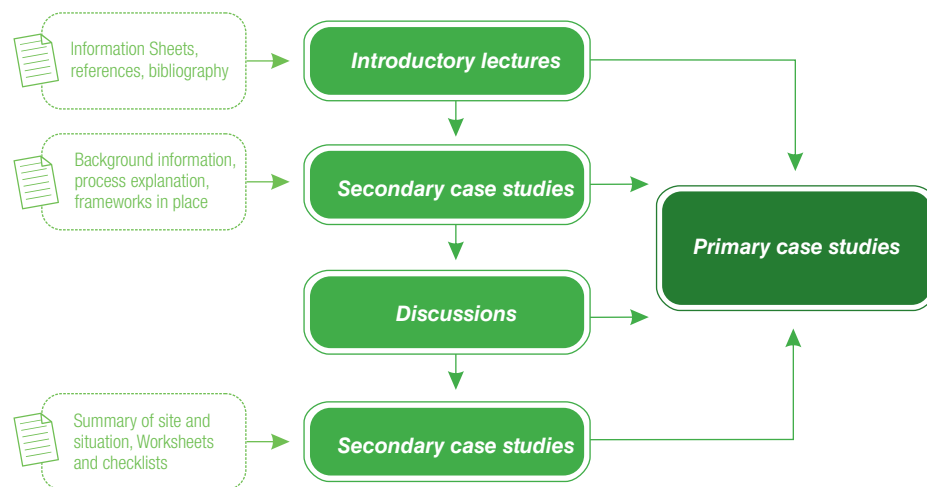 Information Sheets,
references, bibliography
Introductory lectures
Background information,
process explanation,
frameworks in place
Secondary case studies
Primary case studies
Discussions
Summary of site and
situation, Worksheets
and checklists
Secondary case studies